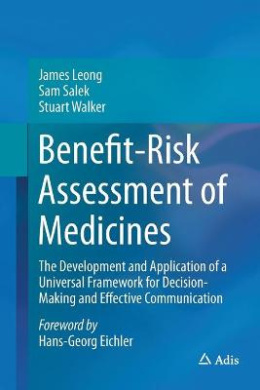 James Leong
Sam Salek
Stuart Walker
Benefit-Risk
Assessment of
Medicines
The Development and Application of a
Universal Framework for Decision-
Making and Effective Communication
Foreword by
Hans-Georg Eichler
Adis